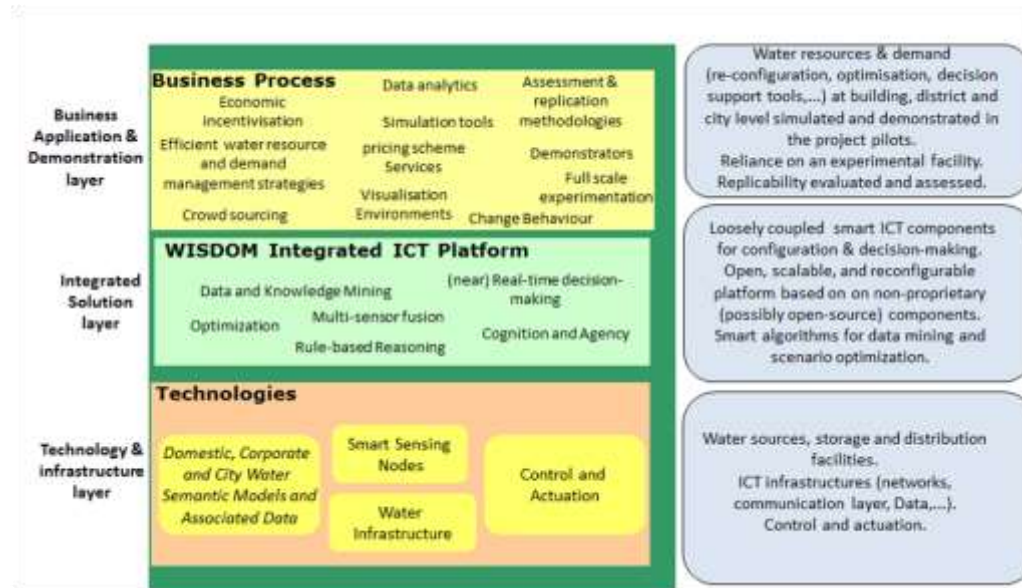 Business
Application &
Demonstration
layer
Business Process
Economic
incentivisation
Efficient water resource
and demand
management strategies
Crowd sourcing
Data analytics
Simulation tools
pricing scheme
Services
Visualisation
Environments
Assessment &
replication
methodologies
Demonstrators
Full scale
experimentation
Change Behaviour
Water resources & demand
(re-configuration, optimisation, decision
support tools,...) at building, district and
city level simulated and demonstrated in
the project pilots.
Reliance on an experimental facility.
Replicability evaluated and assessed.
Integrated
Solution
layer
WISDOM Integrated ICT Platform
Data and Knowledge Mining
(near) Real-time decision-
making
Optimization
Multi-sensor fusion
Cognition and Agency
Rule-based Reasoning
Loosely coupled smart ICT components
for configuration & decision-making.
Open, scalable, and reconfigurable
platform based on on non-proprietary
(possibly open-source) components.
Smart algorithms for data mining and
scenario optimization.
Technology &
infrastructure
layer
Technologies
Domestic, Corporate
and City Water
Semantic Models and
Associated Data
Smart Sensing
Nodes
Water
Infrastructure
Control and
Actuation
Water sources, storage and distribution
facilities.
ICT infrastructures (networks,
communication layer, Data,...).
Control and actuation.